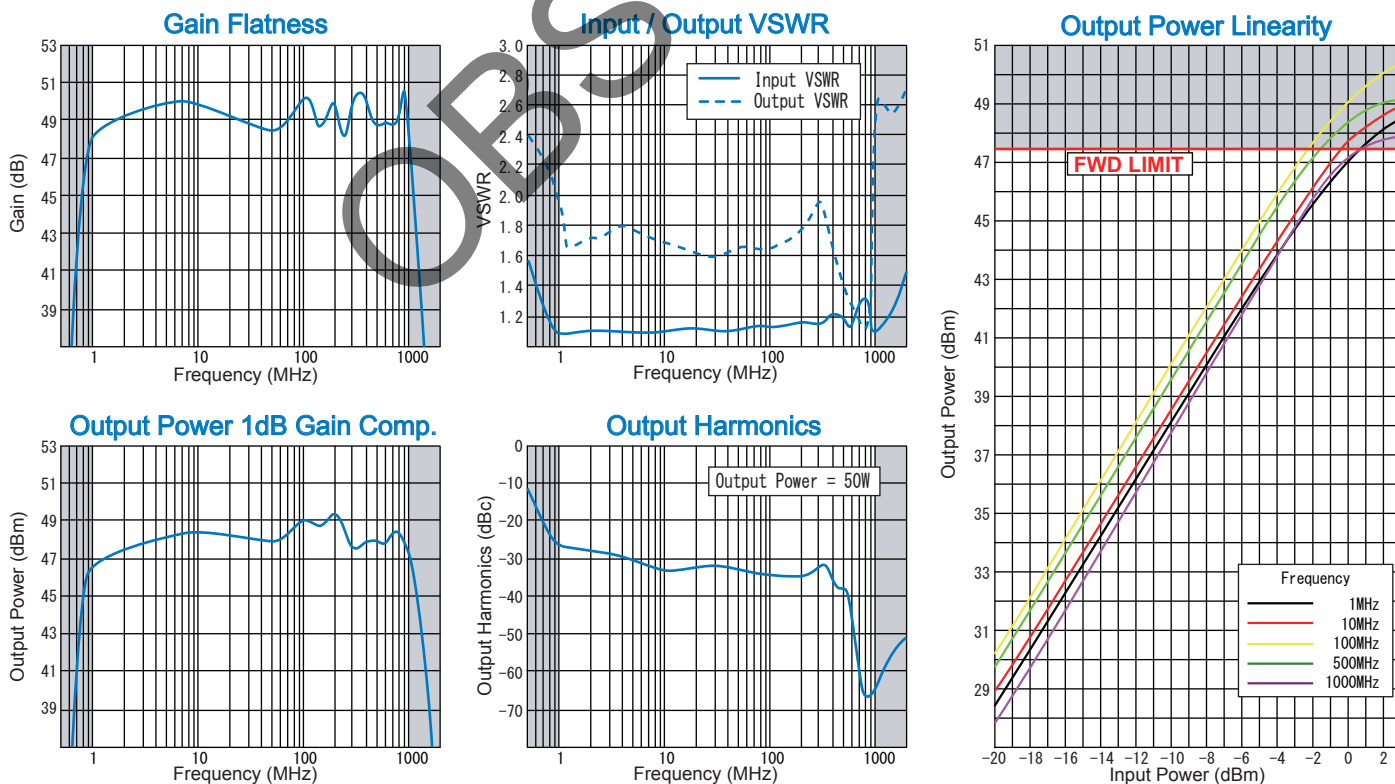 Gain Flatness
53
51
49
47
45
43
41
39
Gain (dB)
1
10
100
1000
Frequency (MHz)
Input / Output VSWR
3.0
2.8
2.6
2.4
2.2
2.0
1.8
1.6
1.4
1.2
VSWR
Input VSWR
Output VSWR
1
10
100
1000
Frequency (MHz)
OBS
Output Power 1dB Gain Comp.
53
51
49
47
45
43
41
39
Output Power (dBm)
1
10
100
1000
Frequency (MHz)
Output Harmonics
0
-10
-20
-30
-40
-50
-60
-70
Output Harmonics (dBc)
Output Power = 50W
1
10
100
1000
Frequency (MHz)
Output Power Linearity
51
49
47
45
43
41
39
37
35
33
31
29
Output Power (dBm)
FWD LIMIT
Frequency
1MHz
10MHz
100MHz
500MHz
1000MHz
-20 -18 -16 -14 -12 -10 -8 -6 -4 -2 0 2
Input Power (dBm)